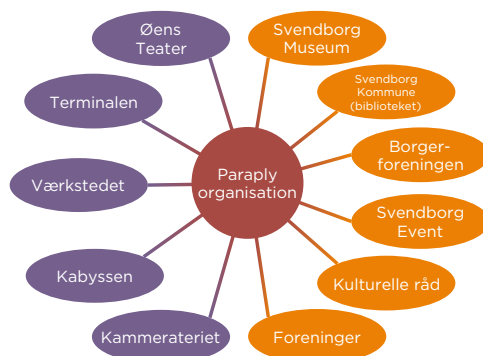 Øens
Teater
Svendborg
Museum
Terminalen
Svendborg
Kommune
(biblioteket)
Værkstedet
Paraply
organisation
Borger-
foreningen
Svendborg
Event
Kabyssen
Kulturelle råd
Kammerateriet
Foreninger